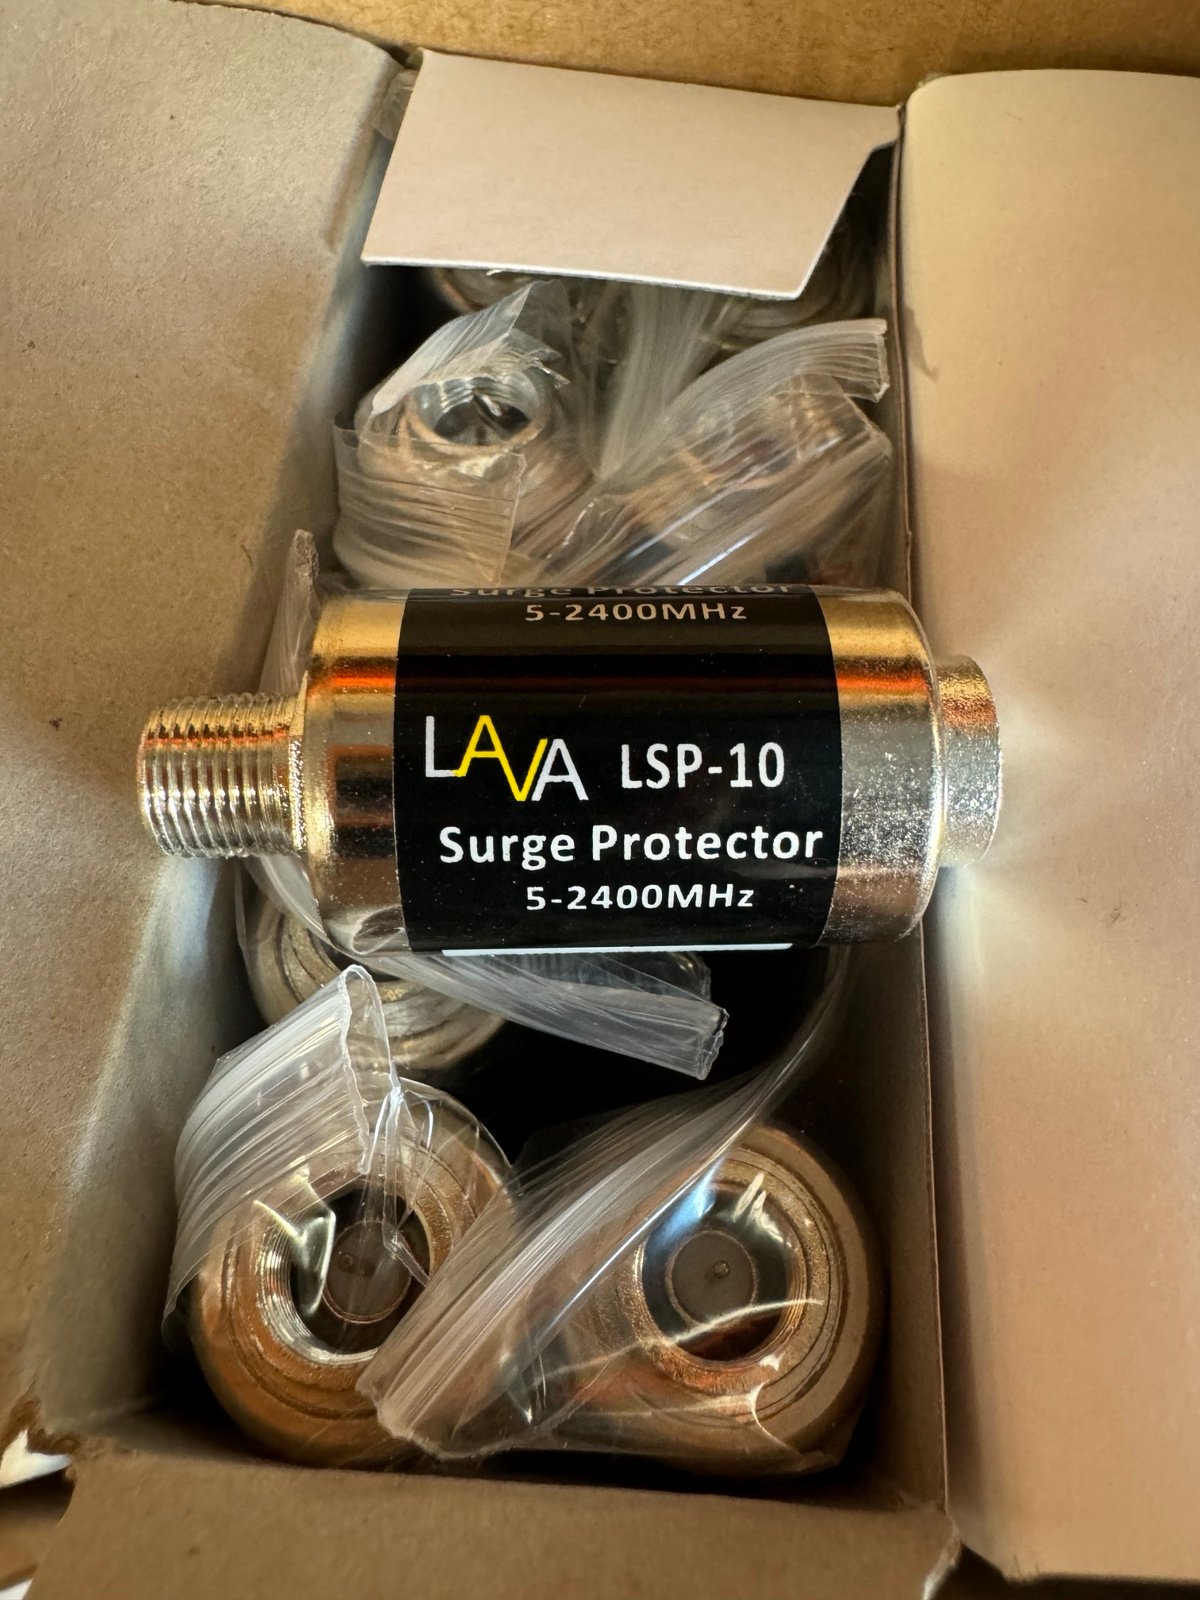 Surge Protector
5-2400MHz
LAVA LSP-10
Surge Protector
5-2400MHz